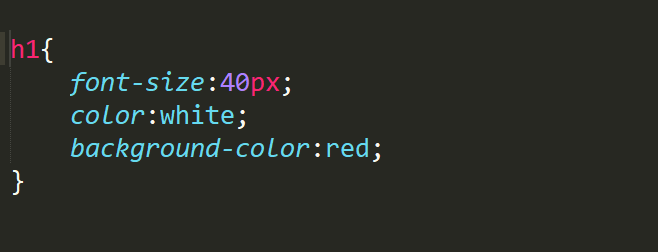 h1{
    font-size:40px;
    color:white;
    background-color:red;
}